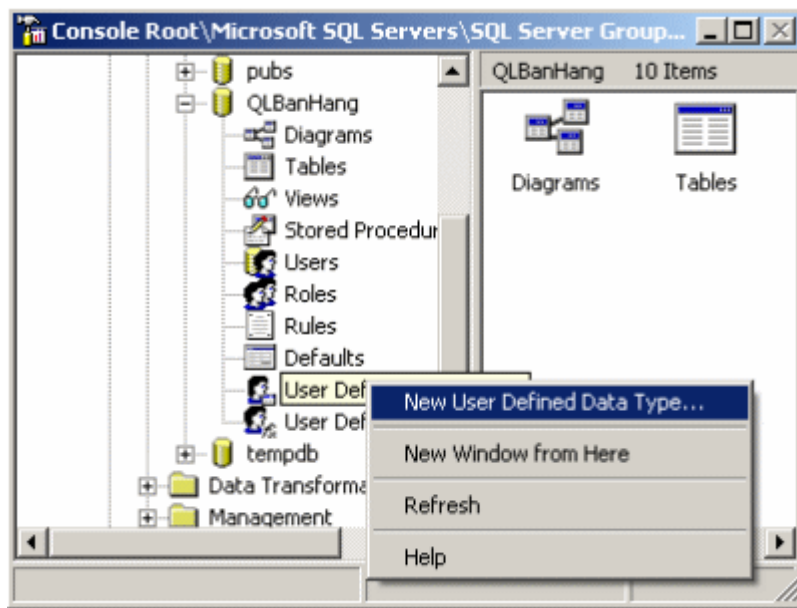 Console Root\Microsoft SQL Servers\SQL Server Group...
pubs
QLBanHang
Diagrams
Tables
Views
Stored Procedur
Users
Roles
Rules
Defaults
User Def
User Def
tempdb
Data Transforma
Management
QLBanHang 10 Items
Diagrams
Tables
New User Defined Data Type...
New Window from Here
Refresh
Help